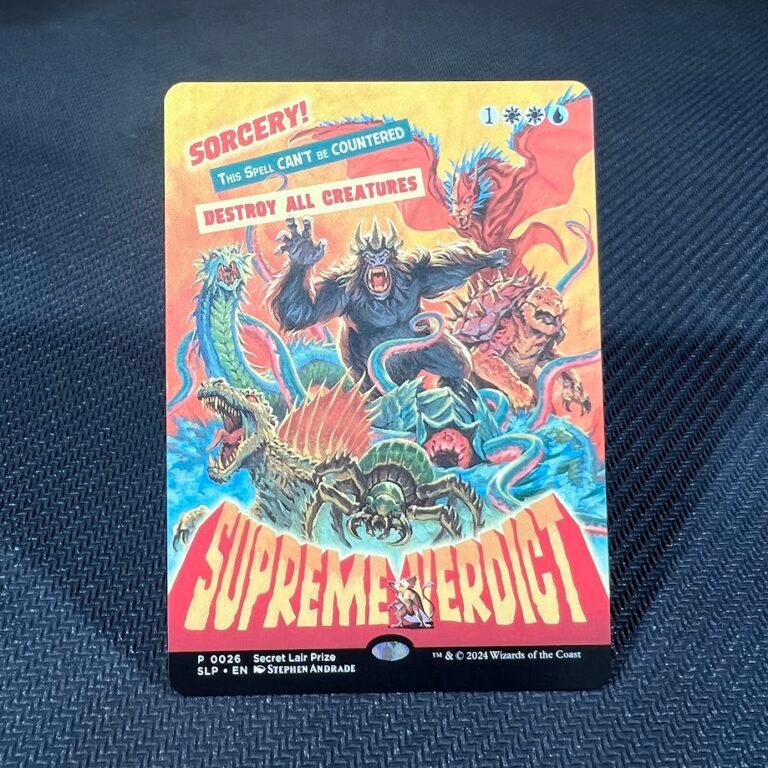 SORCERY!
1
THIS SPELL CAN'T BE COUNTERED
DESTROY ALL CREATURES
SUPREME VERDICT
P 0026 Secret Lair Prize
™ & © 2024 Wizards of the Coast
SLP • EN STEPHEN ANDRADE